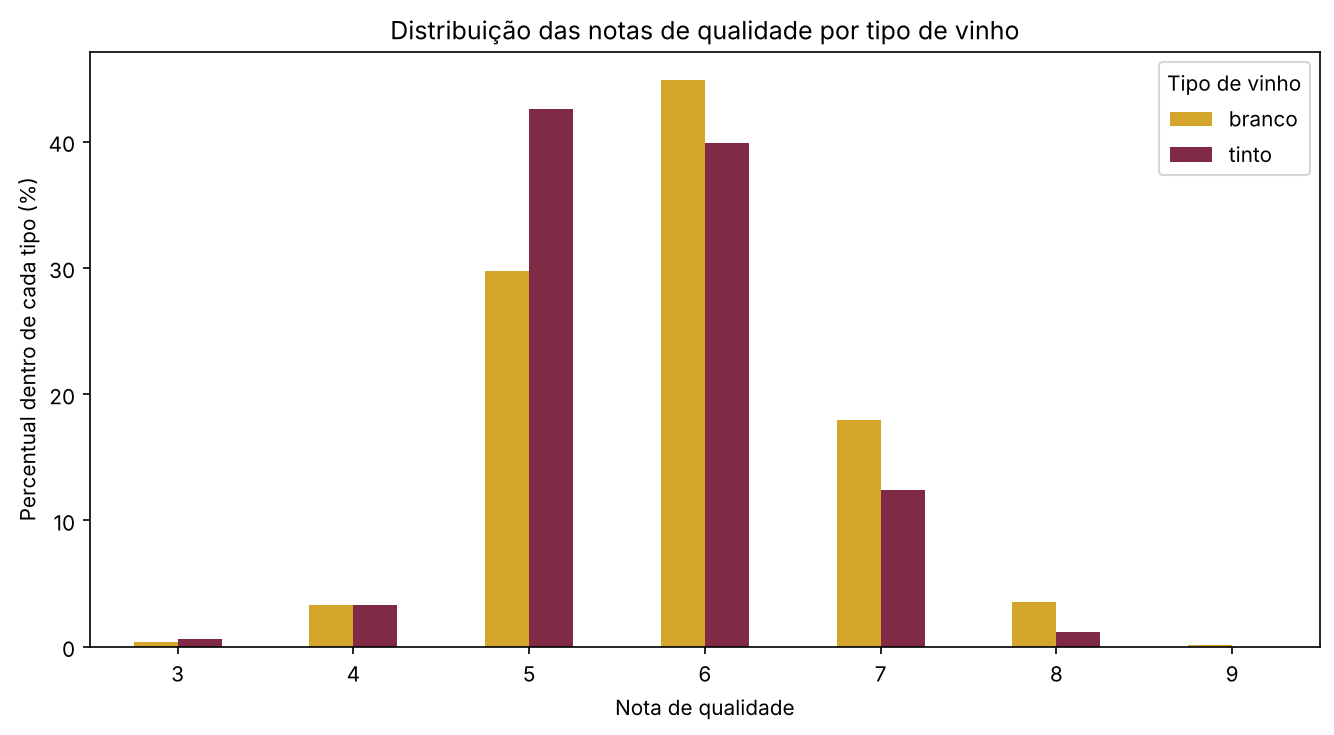 Distribuição das notas de qualidade por tipo de vinho
Tipo de vinho
branco
tinto
Percentual dentro de cada tipo (%)
40
30
20
10
0
3 4 5 6 7 8 9
Nota de qualidade